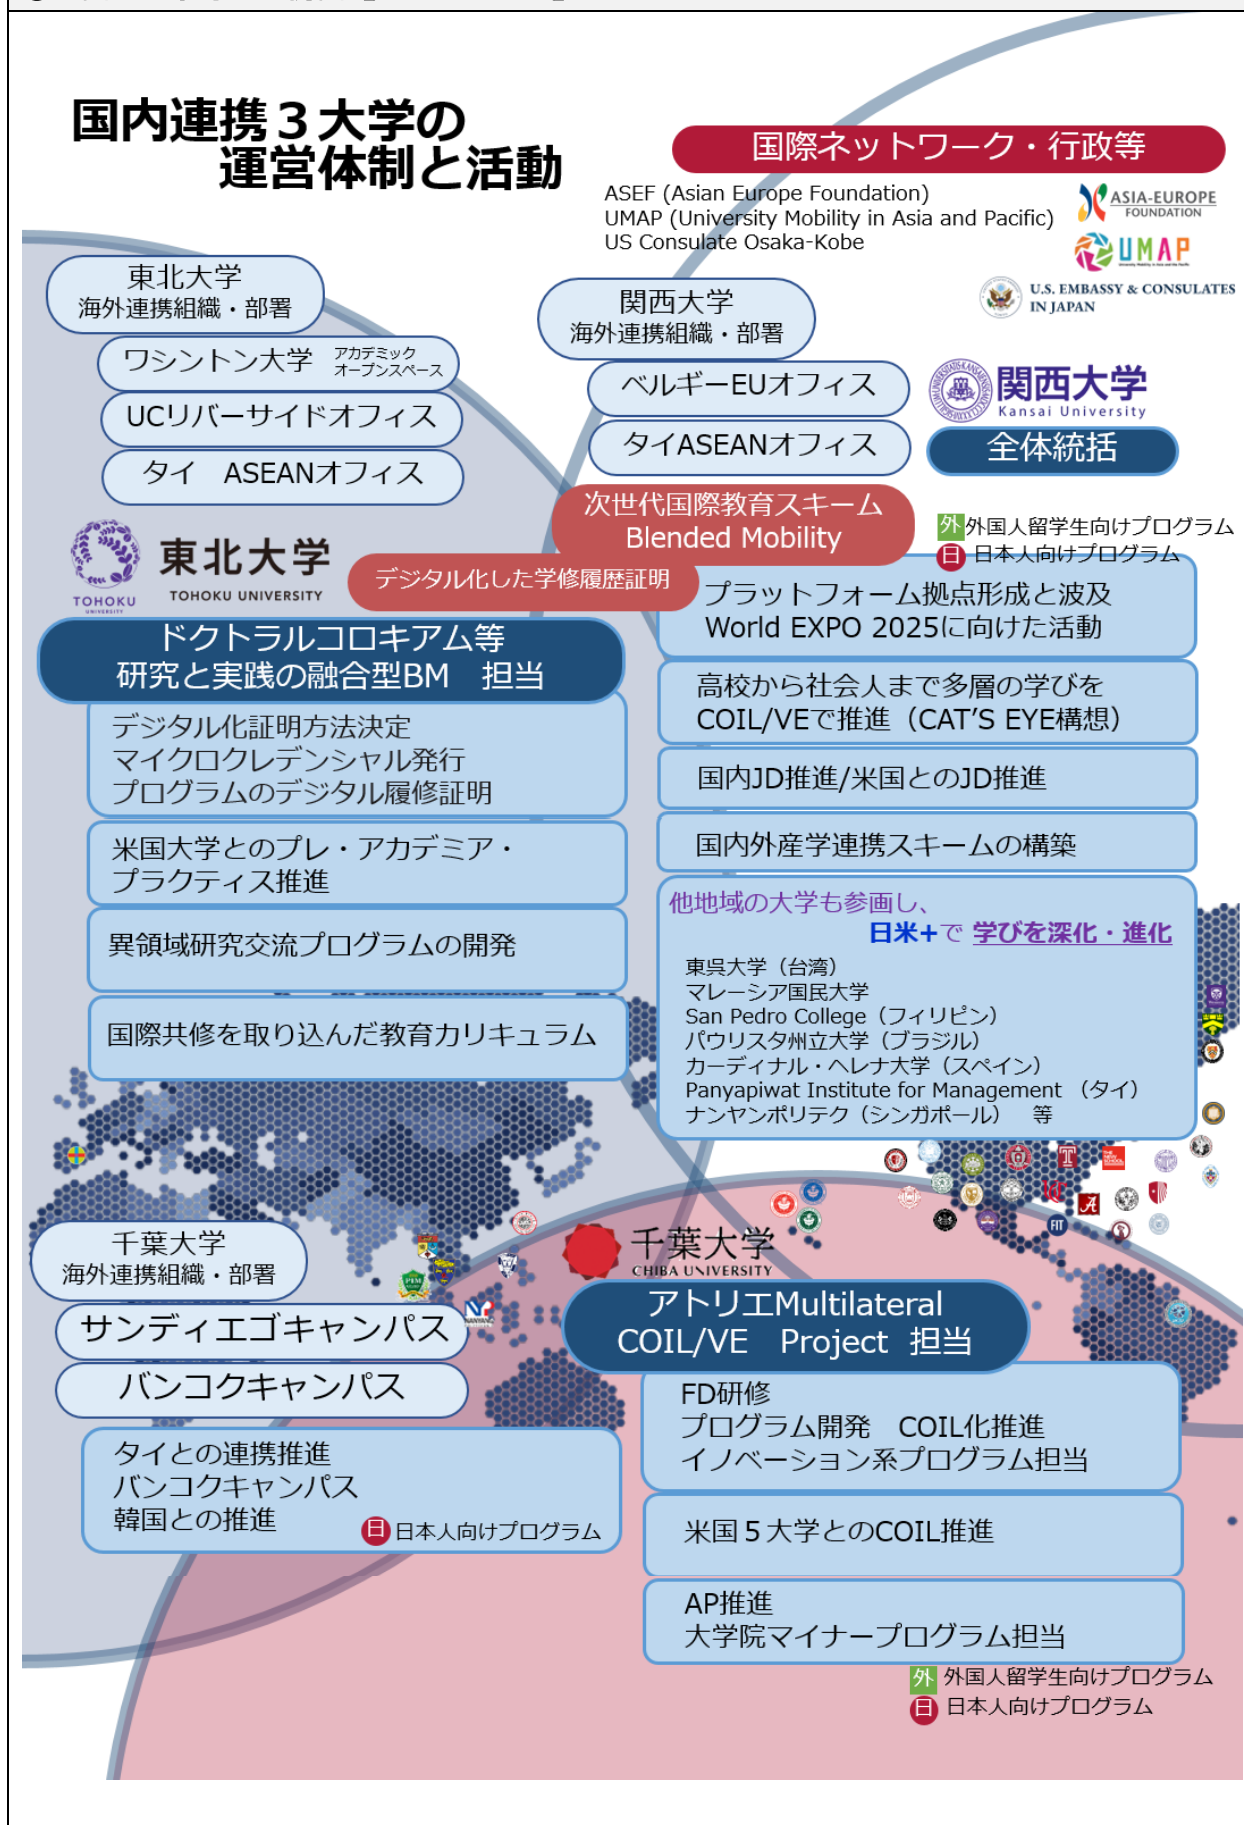 国内連携３大学の
運営体制と活動
国際ネットワーク・行政等
ASEF (Asian Europe Foundation)
UMAP (University Mobility in Asia and Pacific)
US Consulate Osaka-Kobe
ASIA-EUROPE
FOUNDATION
UMAP
U.S. EMBASSY & CONSULATES
IN JAPAN
東北大学
海外連携組織・部署
ワシントン大学 アカデミック
オープンスペース
UCリバーサイドオフィス
タイ　ASEANオフィス
関西大学
海外連携組織・部署
ベルギーEUオフィス
タイASEANオフィス
関西大学
Kansai University
全体統括
次世代国際教育スキーム
Blended Mobility
デジタル化した学修履歴証明
外 外国人留学生向けプログラム
日 日本人向けプログラム
TOHOKU
UNIVERSITY
東北大学
TOHOKU UNIVERSITY
ドクトラルコロキアム等
研究と実践の融合型BM　担当
デジタル化証明方法決定
マイクロクレデンシャル発行
プログラムのデジタル履修証明
米国大学とのプレ・アカデミア・
プラクティス推進
異領域研究交流プログラムの開発
国際共修を取り込んだ教育カリキュラム
プラットフォーム拠点形成と波及
World EXPO 2025に向けた活動
高校から社会人まで多層の学びを
COIL/VEで推進（CAT’S EYE構想）
国内JD推進/米国とのJD推進
国内外産学連携スキームの構築
他地域の大学も参画し、
日米+で 学びを深化・進化
東呉大学（台湾）
マレーシア国民大学
San Pedro College（フィリピン）
パウリスタ州立大学（ブラジル）
カーディナル・ヘレナ大学（スペイン）
Panyapiwat Institute for Management （タイ）
ナンヤンポリテク（シンガポール）　等
千葉大学
海外連携組織・部署
サンディエゴキャンパス
バンコクキャンパス
タイとの連携推進
バンコクキャンパス
韓国との推進
日 日本人向けプログラム
千葉大学
CHIBA UNIVERSITY
アトリエMultilateral
COIL/VE　Project 担当
FD研修
プログラム開発　COIL化推進
イノベーション系プログラム担当
米国５大学とのCOIL推進
AP推進
大学院マイナープログラム担当
外 外国人留学生向けプログラム
日 日本人向けプログラム
FIT